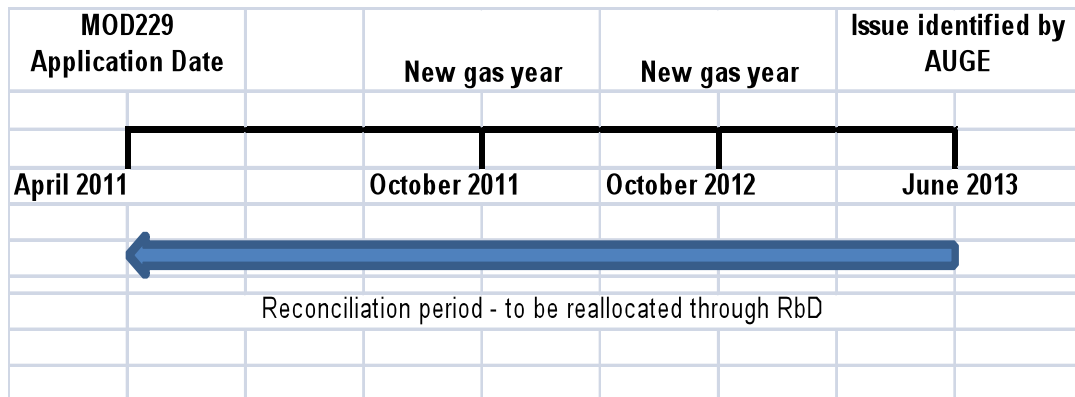 MOD229
Application Date
New gas year
New gas year
Issue identified by
AUGE
April 2011
October 2011
October 2012
June 2013
Reconciliation period - to be reallocated through RbD